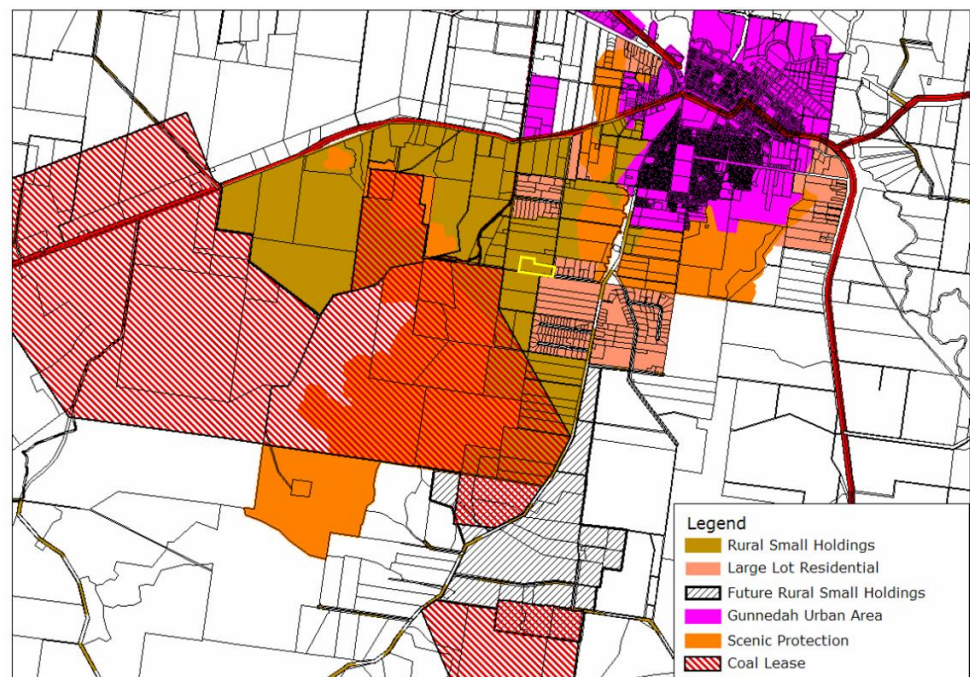 Legend
Rural Small Holdings
Large Lot Residential
Future Rural Small Holdings
Gunnedah Urban Area
Scenic Protection
Coal Lease